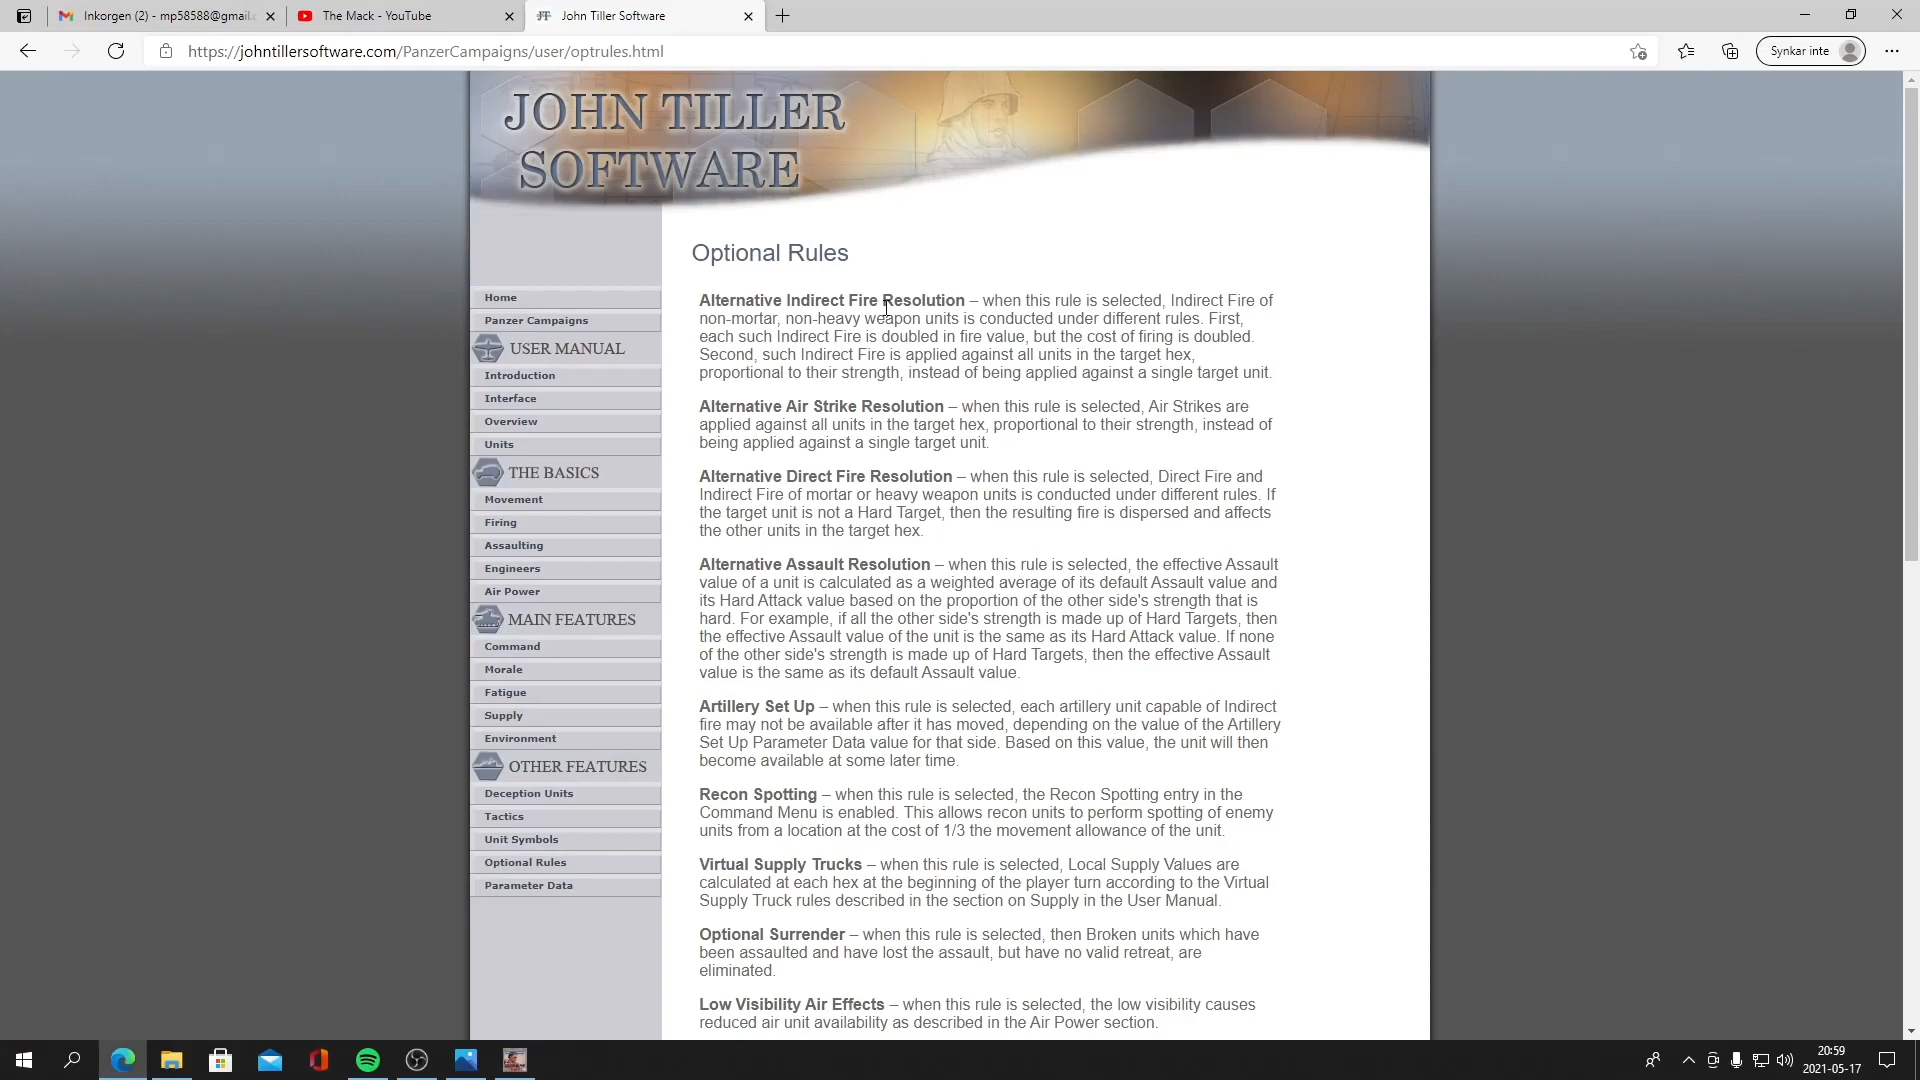 Inkorgen (2) - mp58588@gmail.c
The Mack - YouTube
John Tiller Software
https://johntillersoftware.com/PanzerCampaigns/user/optrules.html
Synkar inte
JOHN TILLER
SOFTWARE
Home
Panzer Campaigns
USER MANUAL
Introduction
Interface
Overview
Units
THE BASICS
Movement
Firing
Assaulting
Engineers
Air Power
MAIN FEATURES
Command
Morale
Fatigue
Supply
Environment
OTHER FEATURES
Deception Units
Tactics
Unit Symbols
Optional Rules
Parameter Data
Optional Rules
Alternative Indirect Fire Resolution – when this rule is selected, Indirect Fire of
non-mortar, non-heavy weapon units is conducted under different rules. First,
each such Indirect Fire is doubled in fire value, but the cost of firing is doubled.
Second, such Indirect Fire is applied against all units in the target hex,
proportional to their strength, instead of being applied against a single target unit.
Alternative Air Strike Resolution – when this rule is selected, Air Strikes are
applied against all units in the target hex, proportional to their strength, instead of
being applied against a single target unit.
Alternative Direct Fire Resolution – when this rule is selected, Direct Fire and
Indirect Fire of mortar or heavy weapon units is conducted under different rules. If
the target unit is not a Hard Target, then the resulting fire is dispersed and affects
the other units in the target hex.
Alternative Assault Resolution – when this rule is selected, the effective Assault
value of a unit is calculated as a weighted average of its default Assault value and
its Hard Attack value based on the proportion of the other side's strength that is
hard. For example, if all the other side's strength is made up of Hard Targets, then
the effective Assault value of the unit is the same as its Hard Attack value. If none
of the other side's strength is made up of Hard Targets, then the effective Assault
value is the same as its default Assault value.
Artillery Set Up – when this rule is selected, each artillery unit capable of Indirect
fire may not be available after it has moved, depending on the value of the Artillery
Set Up Parameter Data value for that side. Based on this value, the unit will then
become available at some later time.
Recon Spotting – when this rule is selected, the Recon Spotting entry in the
Command Menu is enabled. This allows recon units to perform spotting of enemy
units from a location at the cost of 1/3 the movement allowance of the unit.
Virtual Supply Trucks – when this rule is selected, Local Supply Values are
calculated at each hex at the beginning of the player turn according to the Virtual
Supply Truck rules described in the section on Supply in the User Manual.
Optional Surrender – when this rule is selected, then Broken units which have
been assaulted and have lost the assault, but have no valid retreat, are
eliminated.
Low Visibility Air Effects – when this rule is selected, the low visibility causes
reduced air unit availability as described in the Air Power section.
20:59
2021-05-17